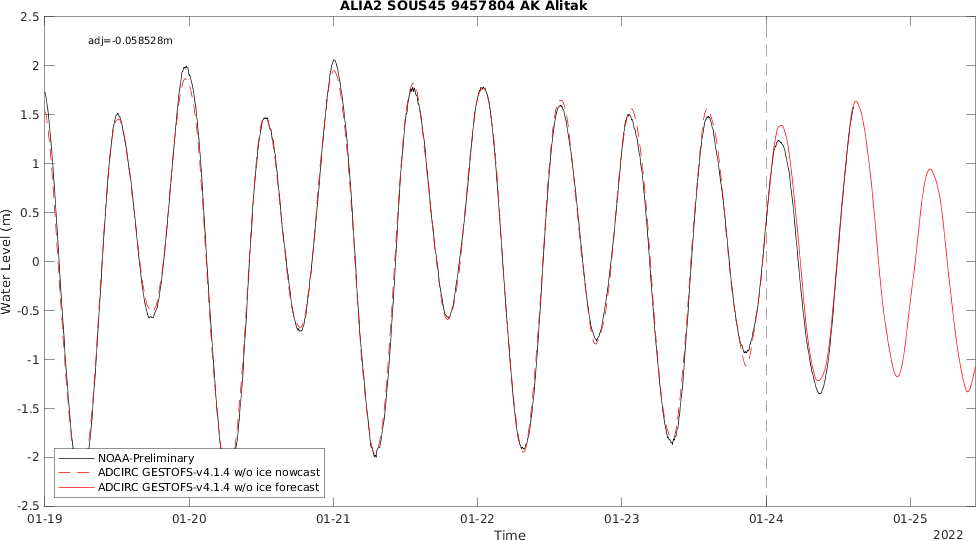 ALIA2 SOUS45 9457804 AK Alitak
adj=-0.058528m
Water Level (m)
2.5
2
1.5
1
0.5
0
-0.5
-1
-1.5
-2
-2.5
NOAA-Preliminary
ADCIRC GESTOFS-v4.1.4 w/o ice nowcast
ADCIRC GESTOFS-v4.1.4 w/o ice forecast
01-19 01-20 01-21 01-22 01-23 01-24 01-25
Time
2022